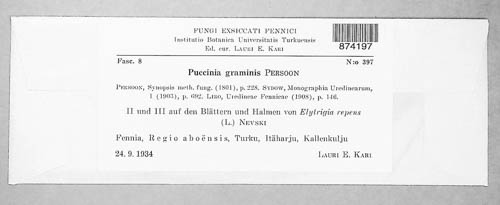 FUNGI EXSICCATI FENNICI
Institutio Botanica Universitatis Turkuensis
Ed. cur. LAURI E. KARI
874197
Fasc. 8 N:o 397
Puccinia graminis PERSOON
PERSOON, Synopsis meth. fung. (1801), p. 228. SYDOW, Monographia Uredinearum,
I (1903), p. 692. LIRO, Uredineae Fennicae (1908), p. 146.
II und III auf den Blättern und Halmen von Elytrigia repens
(L.) NEVSKI
Fennia, Regio aboënsis, Turku, Itäharju, Kallenkulju
24. 9. 1934 LAURI E. KARI